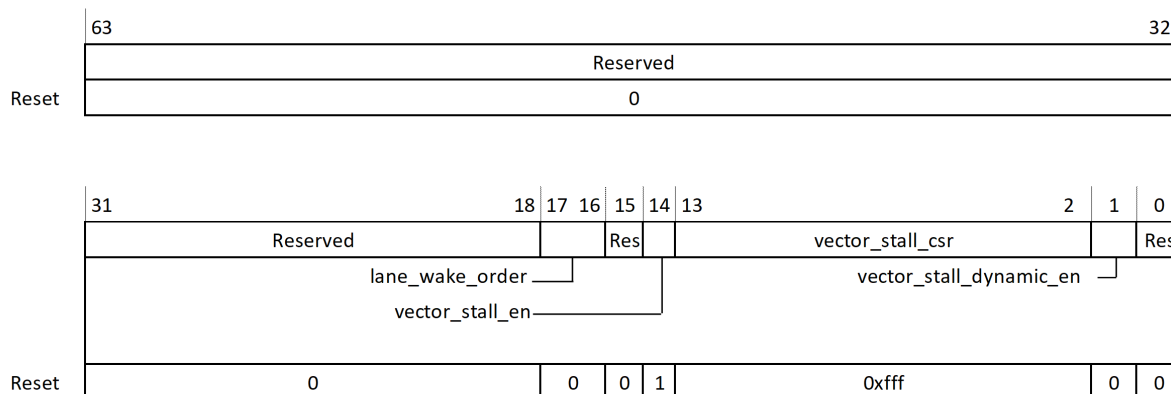 63 32
Reserved
Reset 0
31 18 17 16 15 14 13 2 1 0
Reserved Res vector_stall_csr Res
lane_wake_order vector_stall_dynamic_en
vector_stall_en
Reset 0 0 0 1 0xfff 0 0